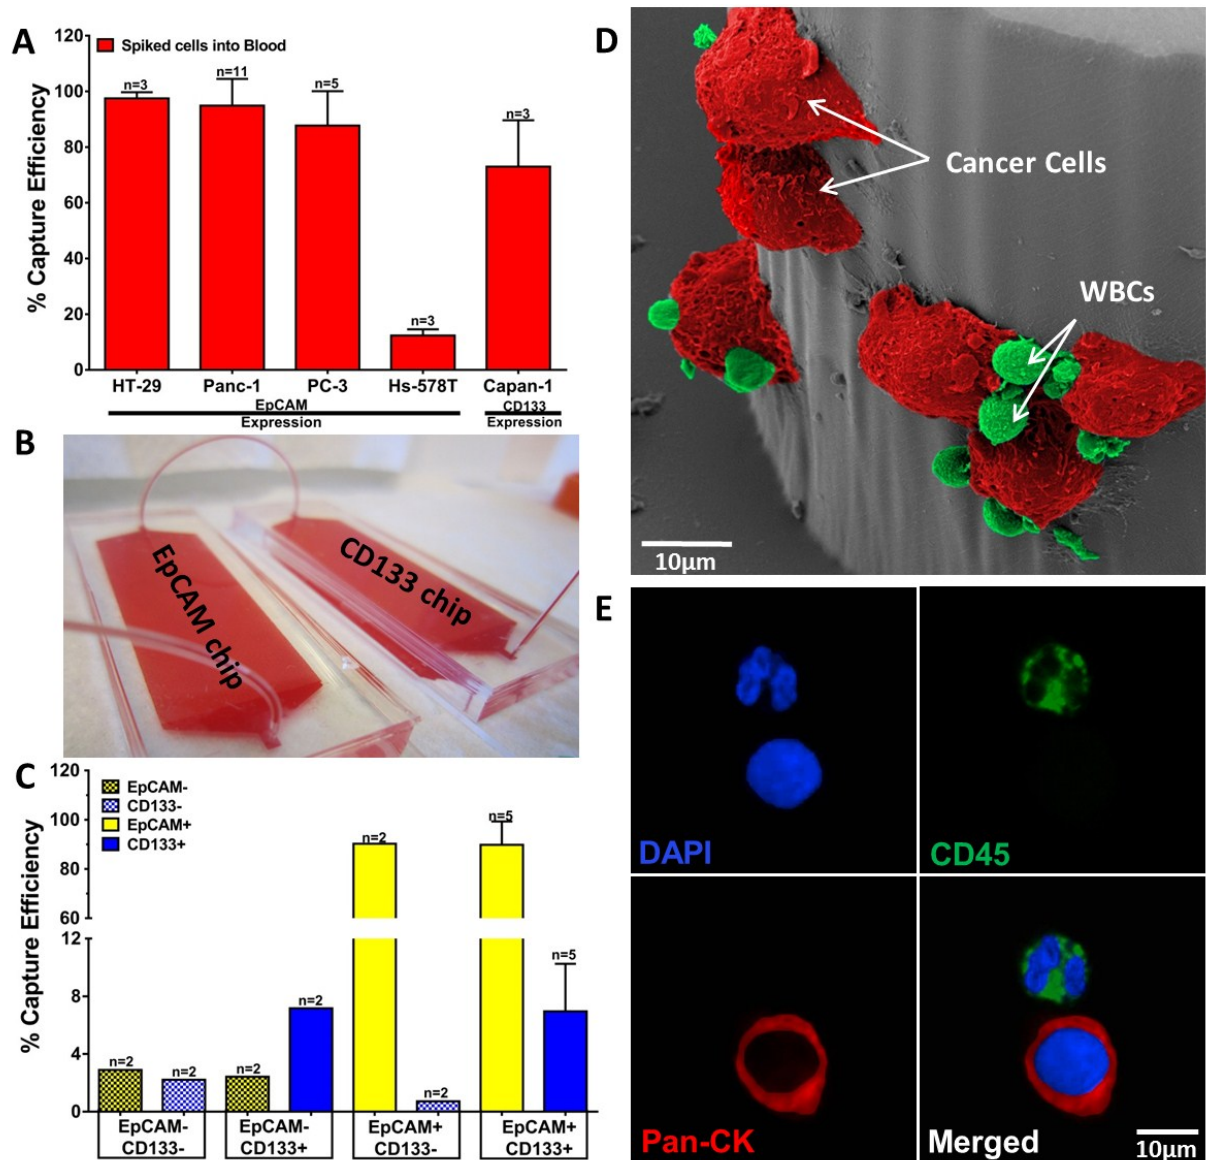 A
120
100
80
60
40
20
0
% Capture Efficiency
Spiked cells into Blood
n=3
n=11
n=5
n=3
n=3
HT-29 Panc-1 PC-3 Hs-578T Capan-1
EpCAM
Expression
CD133
Expression
B
EpCAM chip
CD133 chip
C
120
100
80
60
12
8
4
0
% Capture Efficiency
EpCAM-
CD133-
EpCAM+
CD133+
n=2
n=2
n=2
n=2
n=2
n=2
n=5
n=5
EpCAM-
CD133-
EpCAM-
CD133+
EpCAM+
CD133-
EpCAM+
CD133+
D
Cancer Cells
WBCs
10μm
E
DAPI
CD45
Pan-CK
Merged
10μm